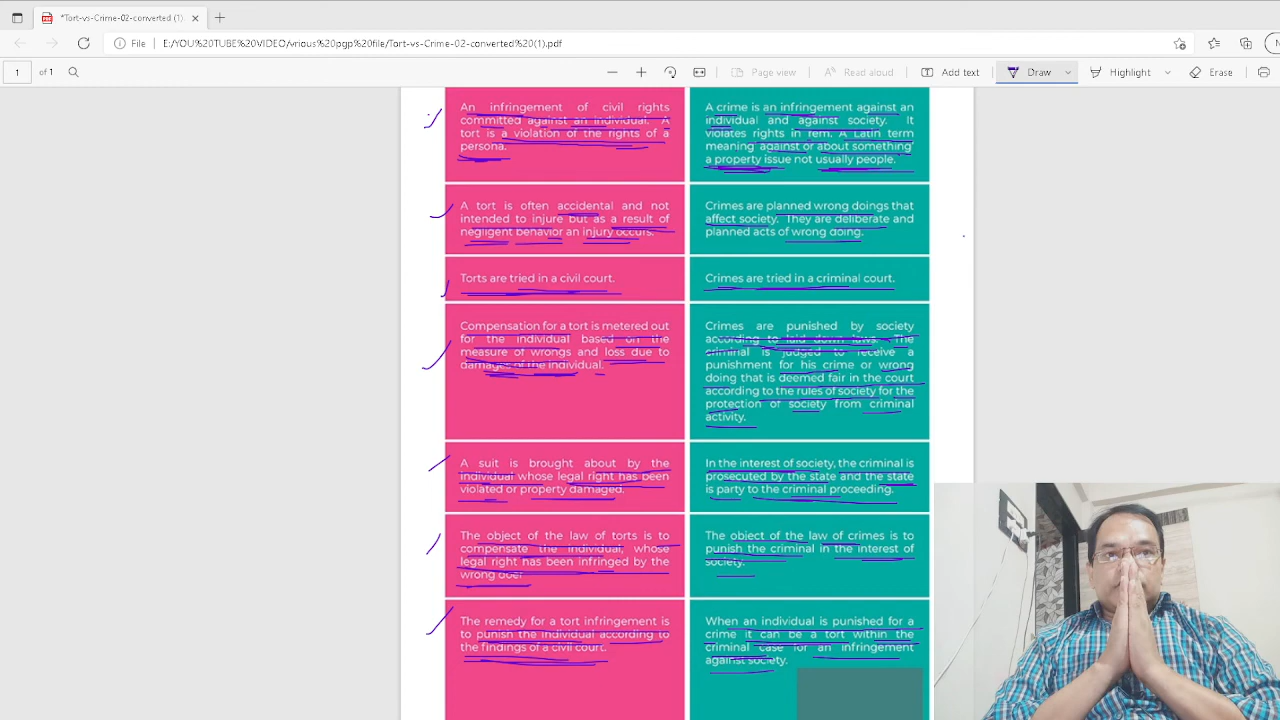 *Tort-vs-Crime-02-converted (1).
File
E:/YOU%20TUBE%20VIDEO/vrious%20pgp%20file/Tort-vs-Crime-02-converted%20(1).pdf
1
of 1
Page view
Read aloud
Add text
Draw
Highlight
Erase
An infringement of civil rights
committed against an individual. A
tort is a violation of the rights of a
persona.
A crime is an infringement against an
individual and against society. It
violates rights in rem. A Latin term
meaning against or about something
a property issue not usually people.
A tort is often accidental and not
intended to injure but as a result of
negligent behavior an injury occurs.
Crimes are planned wrong doings that
affect society. They are deliberate and
planned acts of wrong doing.
Torts are tried in a civil court.
Crimes are tried in a criminal court.
Compensation for a tort is metered out
for the individual based on the
measure of wrongs and loss due to
damages of the individual.
Crimes are punished by society
according to laid down laws. The
criminal is judged to receive a
punishment for his crime or wrong
doing that is deemed fair in the court
according to the rules of society for the
protection of society from criminal
activity.
A suit is brought about by the
individual whose legal right has been
violated or property damaged.
In the interest of society, the criminal is
prosecuted by the state and the state
is party to the criminal proceeding.
The object of the law of torts is to
compensate the individual, whose
legal right has been infringed by the
wrong doer
The object of the law of crimes is to
punish the criminal in the interest of
society.
The remedy for a tort infringement is
to punish the individual according to
the findings of a civil court.
When an individual is punished for a
crime it can be a tort within the
criminal case for an infringement
against society.